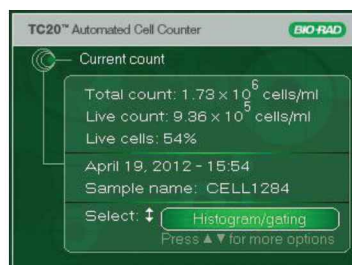 TC20™ Automated Cell Counter BIO-RAD
Current count
Total count: 1.73 x 10⁶ cells/ml
Live count: 9.36 x 10⁵ cells/ml
Live cells: 54%
April 19, 2012 - 15:54
Sample name: CELL1284
Select: ↕ Histogram/gating
Press ▲▼ for more options